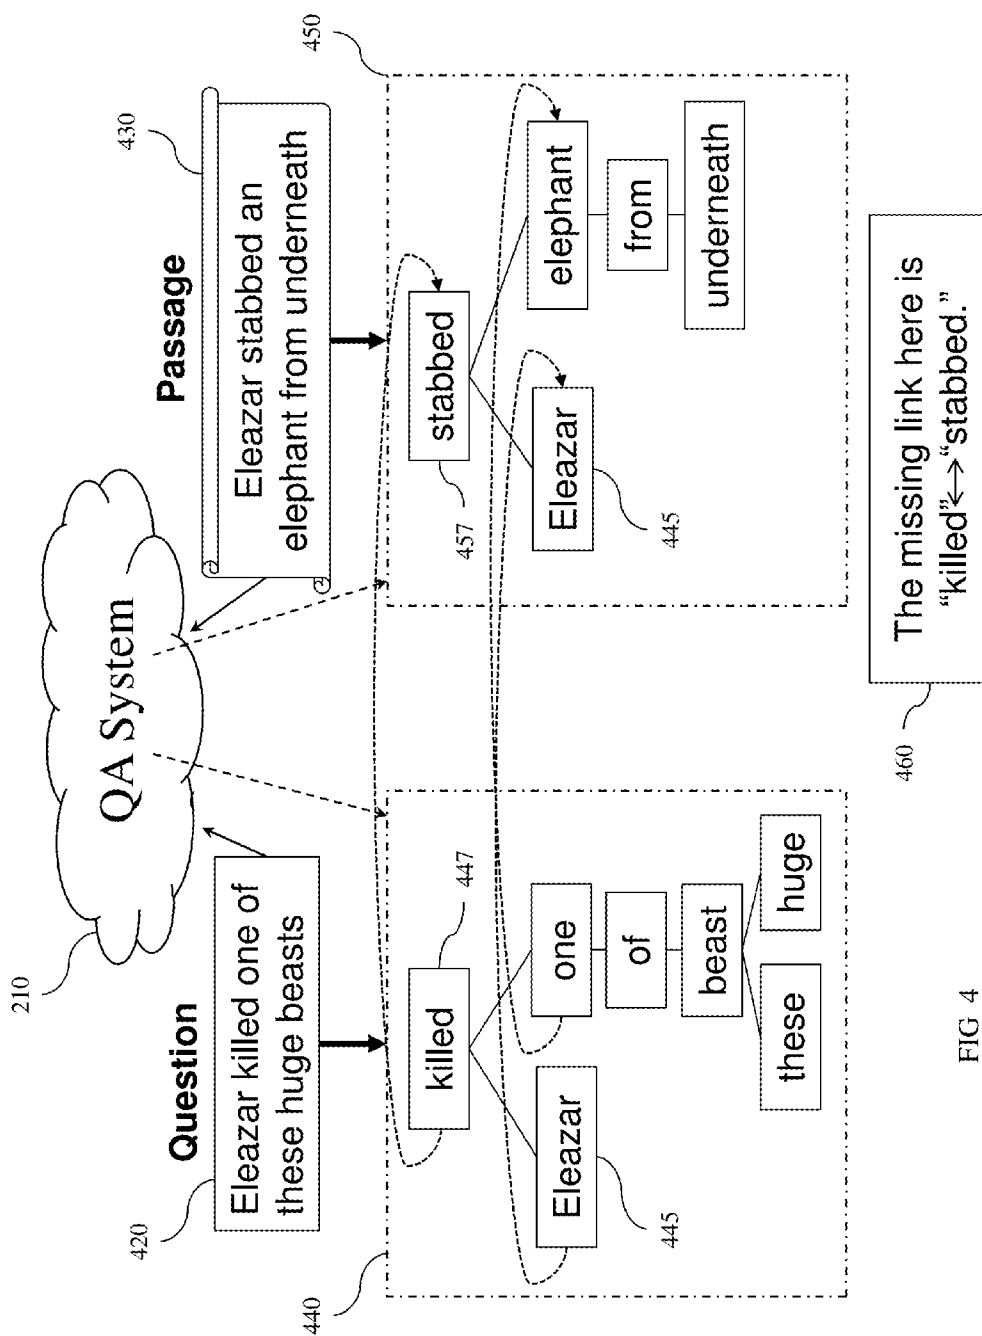 210
QA System
Question
420
Eleazar killed one of
these huge beasts
Passage
430
Eleazar stabbed an
elephant from underneath
440
killed
447
Eleazar
445
one
of
beast
these
huge
450
stabbed
457
Eleazar
445
elephant
from
underneath
460
The missing link here is
“killed”↔“stabbed.”
FIG 4